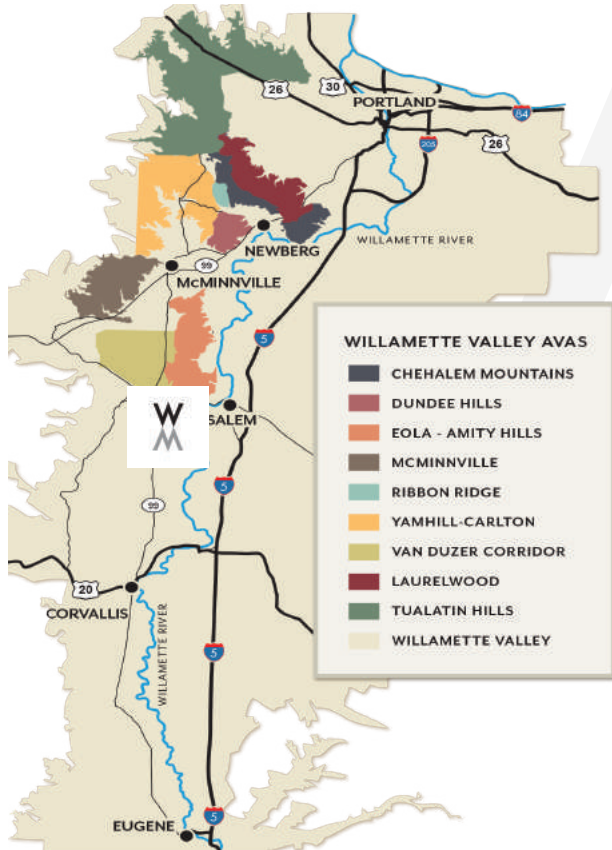 26
30
PORTLAND
84
205
26
WILLAMETTE RIVER
NEWBERG
99
McMINNVILLE
5
WILLAMETTE VALLEY AVAS
CHEHALEM MOUNTAINS
DUNDEE HILLS
EOLA - AMITY HILLS
MCMINNVILLE
RIBBON RIDGE
YAMHILL-CARLTON
VAN DUZER CORRIDOR
LAURELWOOD
TUALATIN HILLS
WILLAMETTE VALLEY
W
M
SALEM
5
99
20
CORVALLIS
WILLAMETTE RIVER
5
5
EUGENE